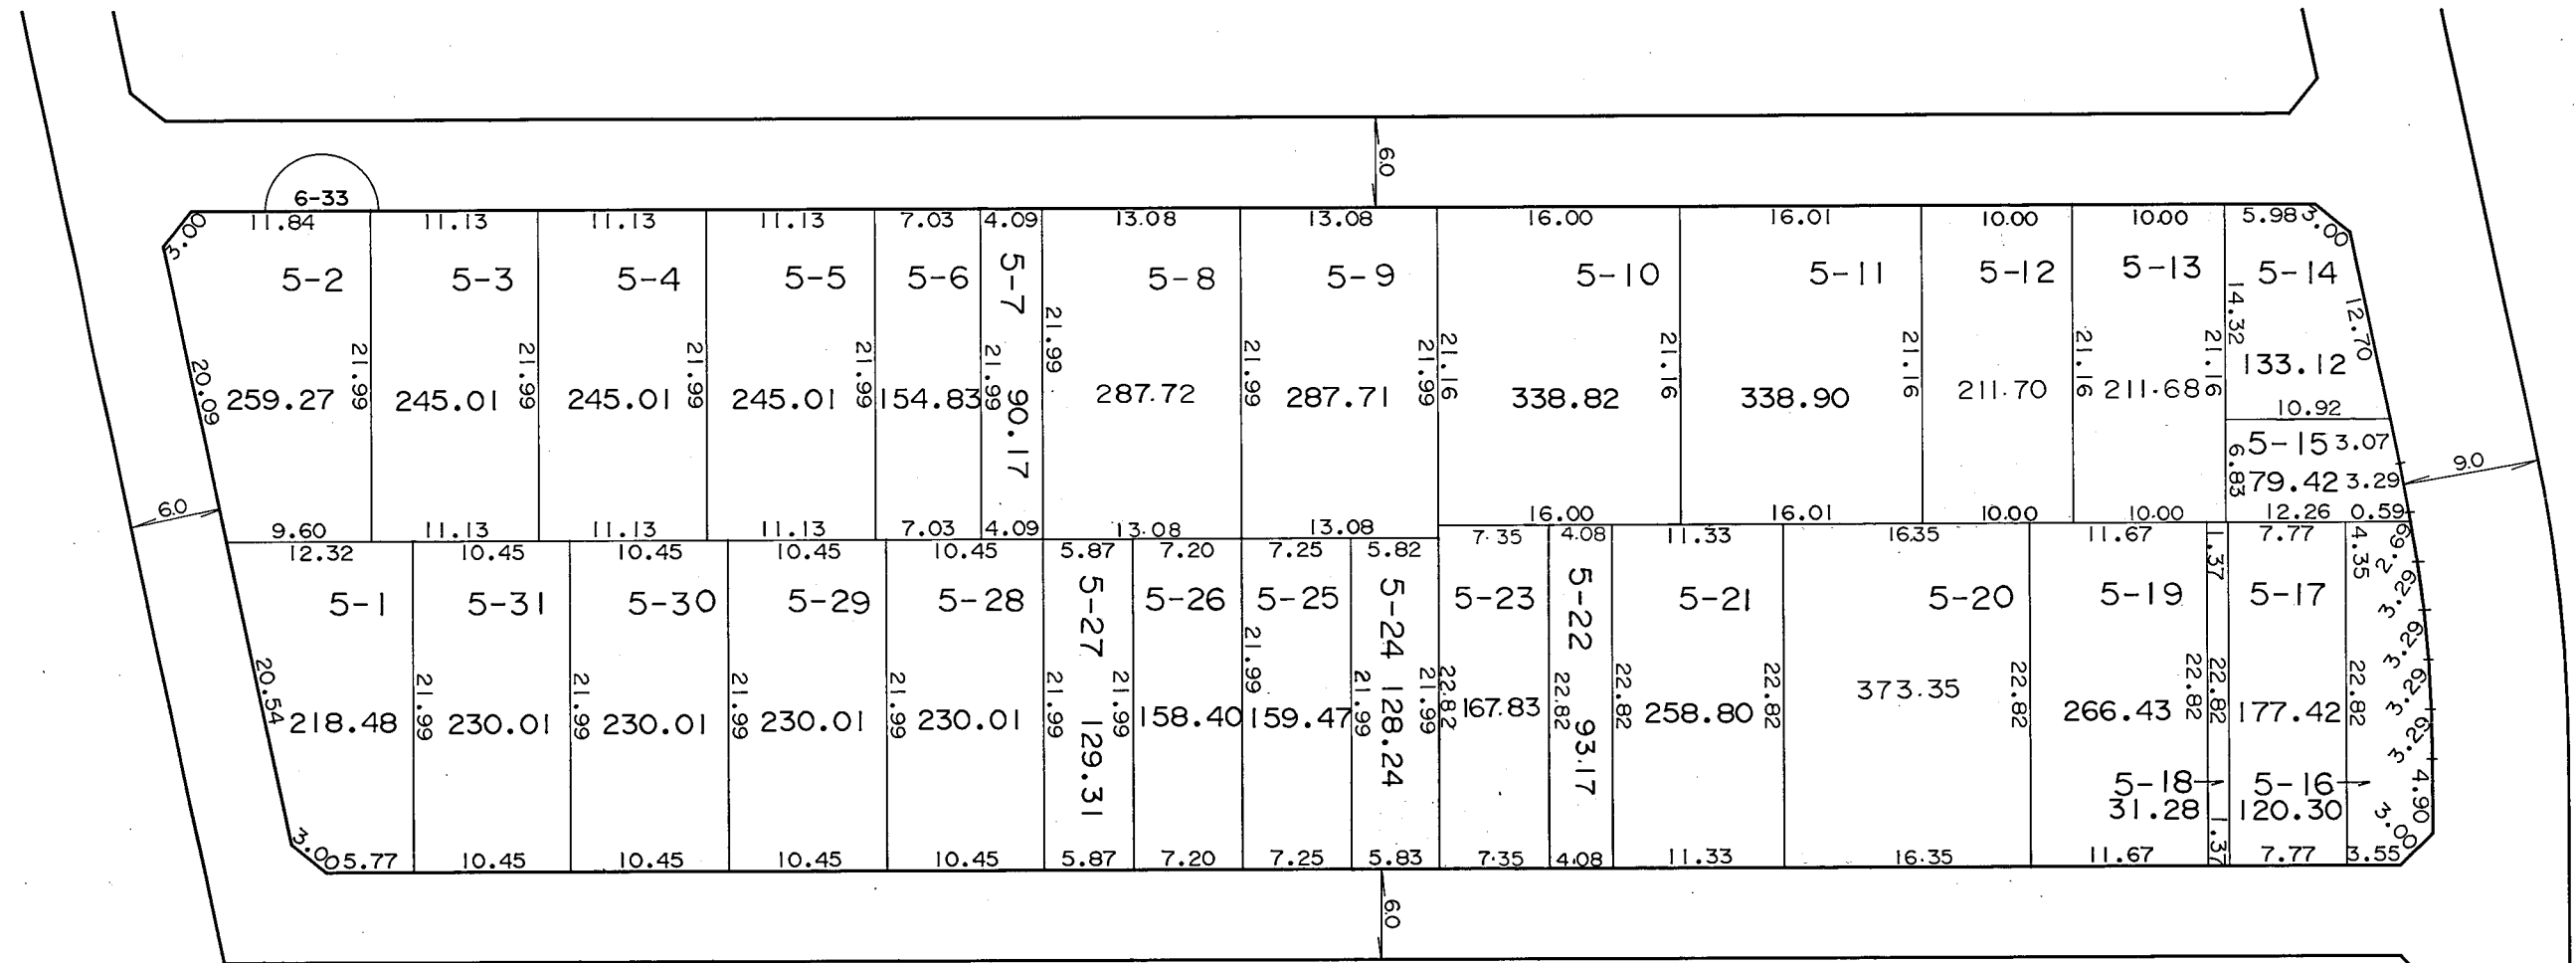 6.0
6-33
3.00 11.84 11.13 11.13 11.13 7.03 4.09 13.08 13.08 16.00 16.01 10.00 10.00 5.98 3.00
5-2 5-3 5-4 5-5 5-6 5-7 5-8 5-9 5-10 5-11 5-12 5-13 5-14
20.09 21.99 21.99 21.99 21.99 21.99 21.99 21.99 21.99 21.16 21.16 21.16 21.16 21.16 14.32 12.70
259.27 245.01 245.01 245.01 154.83 90.17 287.72 287.71 338.82 338.90 211.70 211.68 133.12
10.92
5-15 3.07
6.83 79.42 3.29
6.0 9.0
9.60 11.13 11.13 11.13 7.03 4.09 13.08 13.08 16.00 16.01 10.00 10.00 12.26 0.59
12.32 10.45 10.45 10.45 10.45 5.87 7.20 7.25 5.82 7.35 4.08 11.33 16.35 11.67 1.37 7.77 4.35 2.69
5-1 5-31 5-30 5-29 5-28 5-27 5-26 5-25 5-24 5-23 5-22 5-21 5-20 5-19 5-17 3.29
20.54 21.99 21.99 21.99 21.99 21.99 21.99 21.99 21.99 21.99 22.82 22.82 22.82 22.82 22.82 22.82 22.82 22.82 3.29
218.48 230.01 230.01 230.01 230.01 129.31 158.40 159.47 128.24 167.83 93.17 258.80 373.35 266.43 177.42 3.29
3.29
5-18 5-16 4.90
31.28 120.30
3.00 5.77 10.45 10.45 10.45 10.45 5.87 7.20 7.25 5.83 7.35 4.08 11.33 16.35 11.67 1.37 7.77 3.55 3.00
6.0